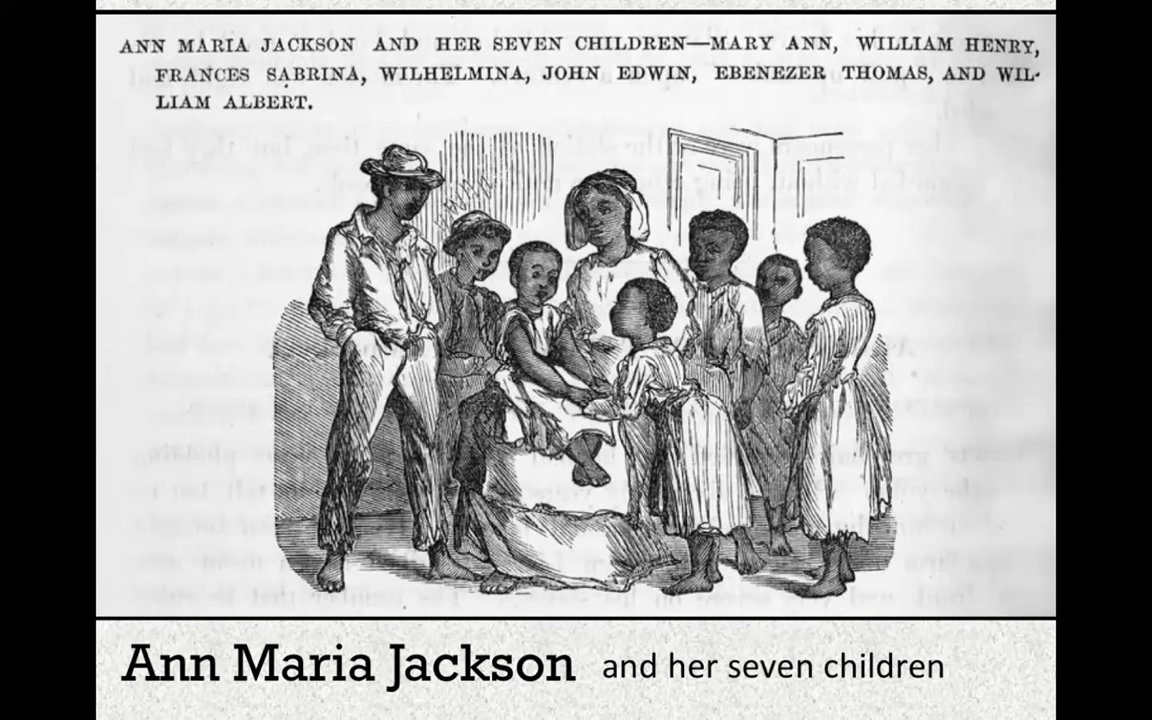 ANN MARIA JACKSON AND HER SEVEN CHILDREN—MARY ANN, WILLIAM HENRY,
FRANCES SABRINA, WILHELMINA, JOHN EDWIN, EBENEZER THOMAS, AND WIL-
LIAM ALBERT.
Ann Maria Jackson and her seven children